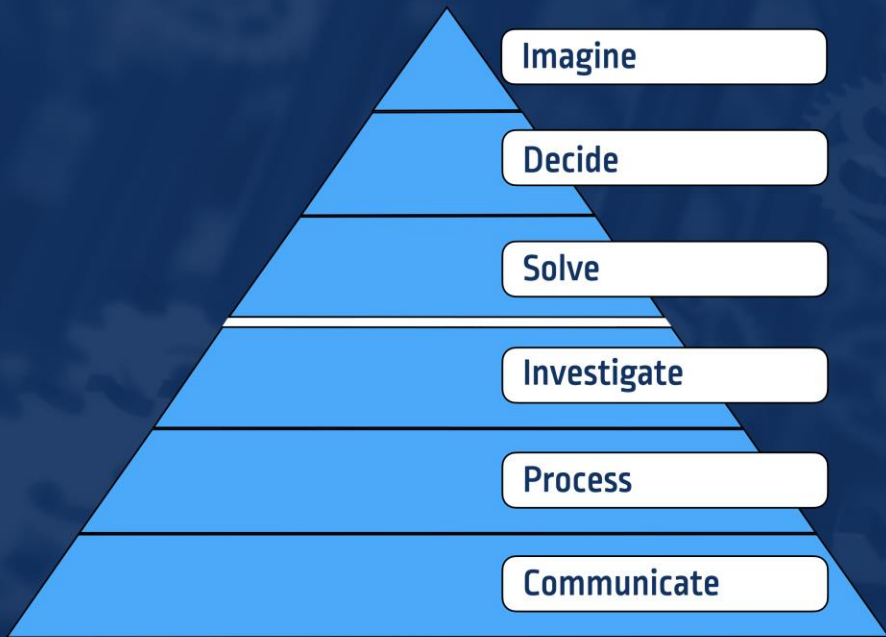 Imagine
Decide
Solve
Investigate
Process
Communicate